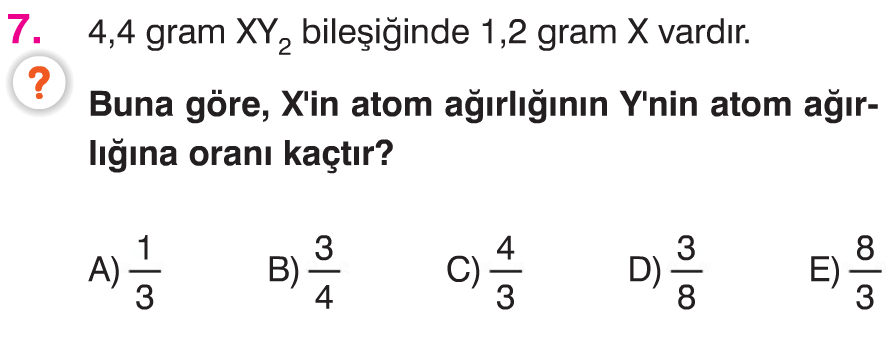 7. 4,4 gram XY₂ bileşiğinde 1,2 gram X vardır.
?
Buna göre, X'in atom ağırlığının Y'nin atom ağır-
lığına oranı kaçtır?
A) 1/3 B) 3/4 C) 4/3 D) 3/8 E) 8/3